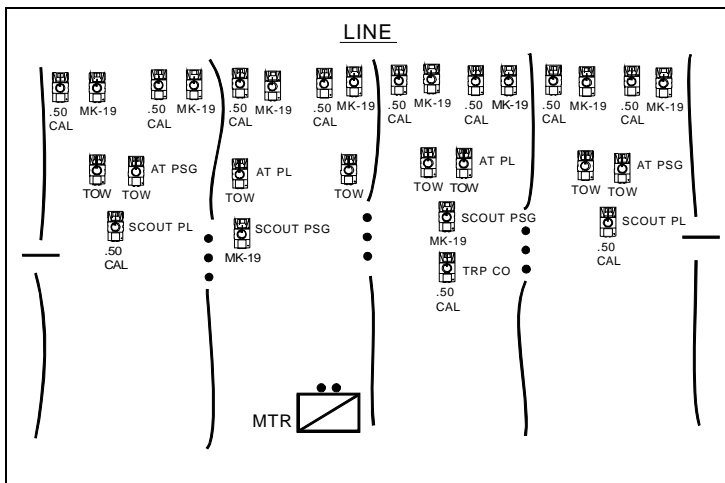 LINE
.50 CAL MK-19 .50 CAL MK-19 .50 CAL MK-19 .50 CAL MK-19 .50 CAL MK-19 .50 CAL MK-19 .50 CAL MK-19 .50 CAL MK-19
TOW TOW AT PSG TOW AT PL TOW TOW TOW AT PL TOW TOW AT PSG
.50 CAL SCOUT PL MK-19 SCOUT PSG MK-19 SCOUT PSG .50 CAL SCOUT PL
.50 CAL TRP CO
MTR